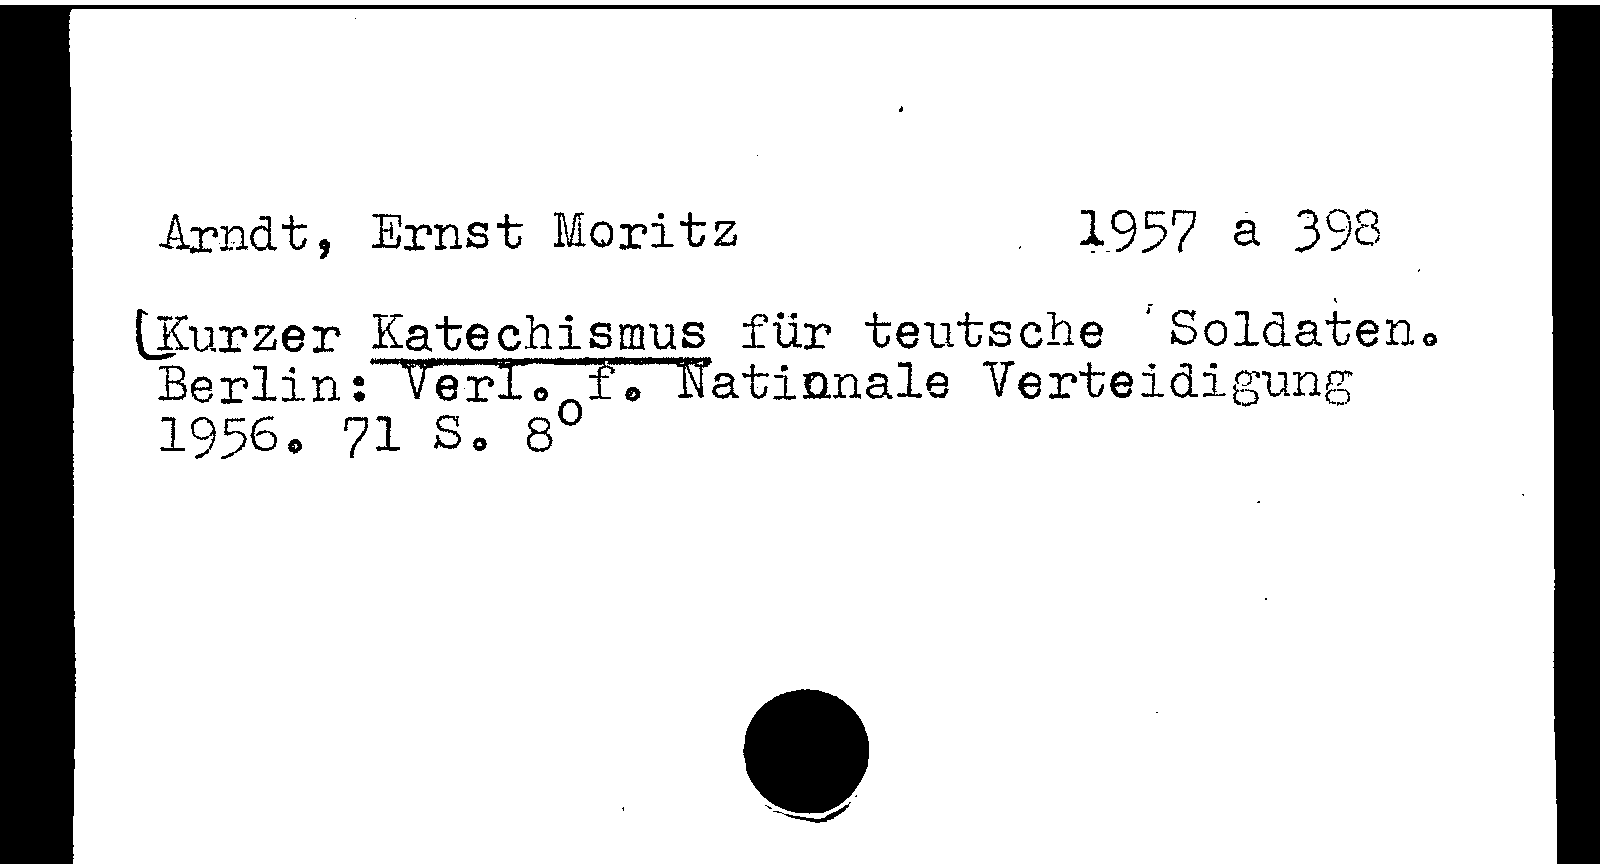 Arndt, Ernst Moritz 1957 a 398
Kurzer Katechismus für teutsche Soldaten.
Berlin: Verl. f. Nationale Verteidigung
1956. 71 S. 8°